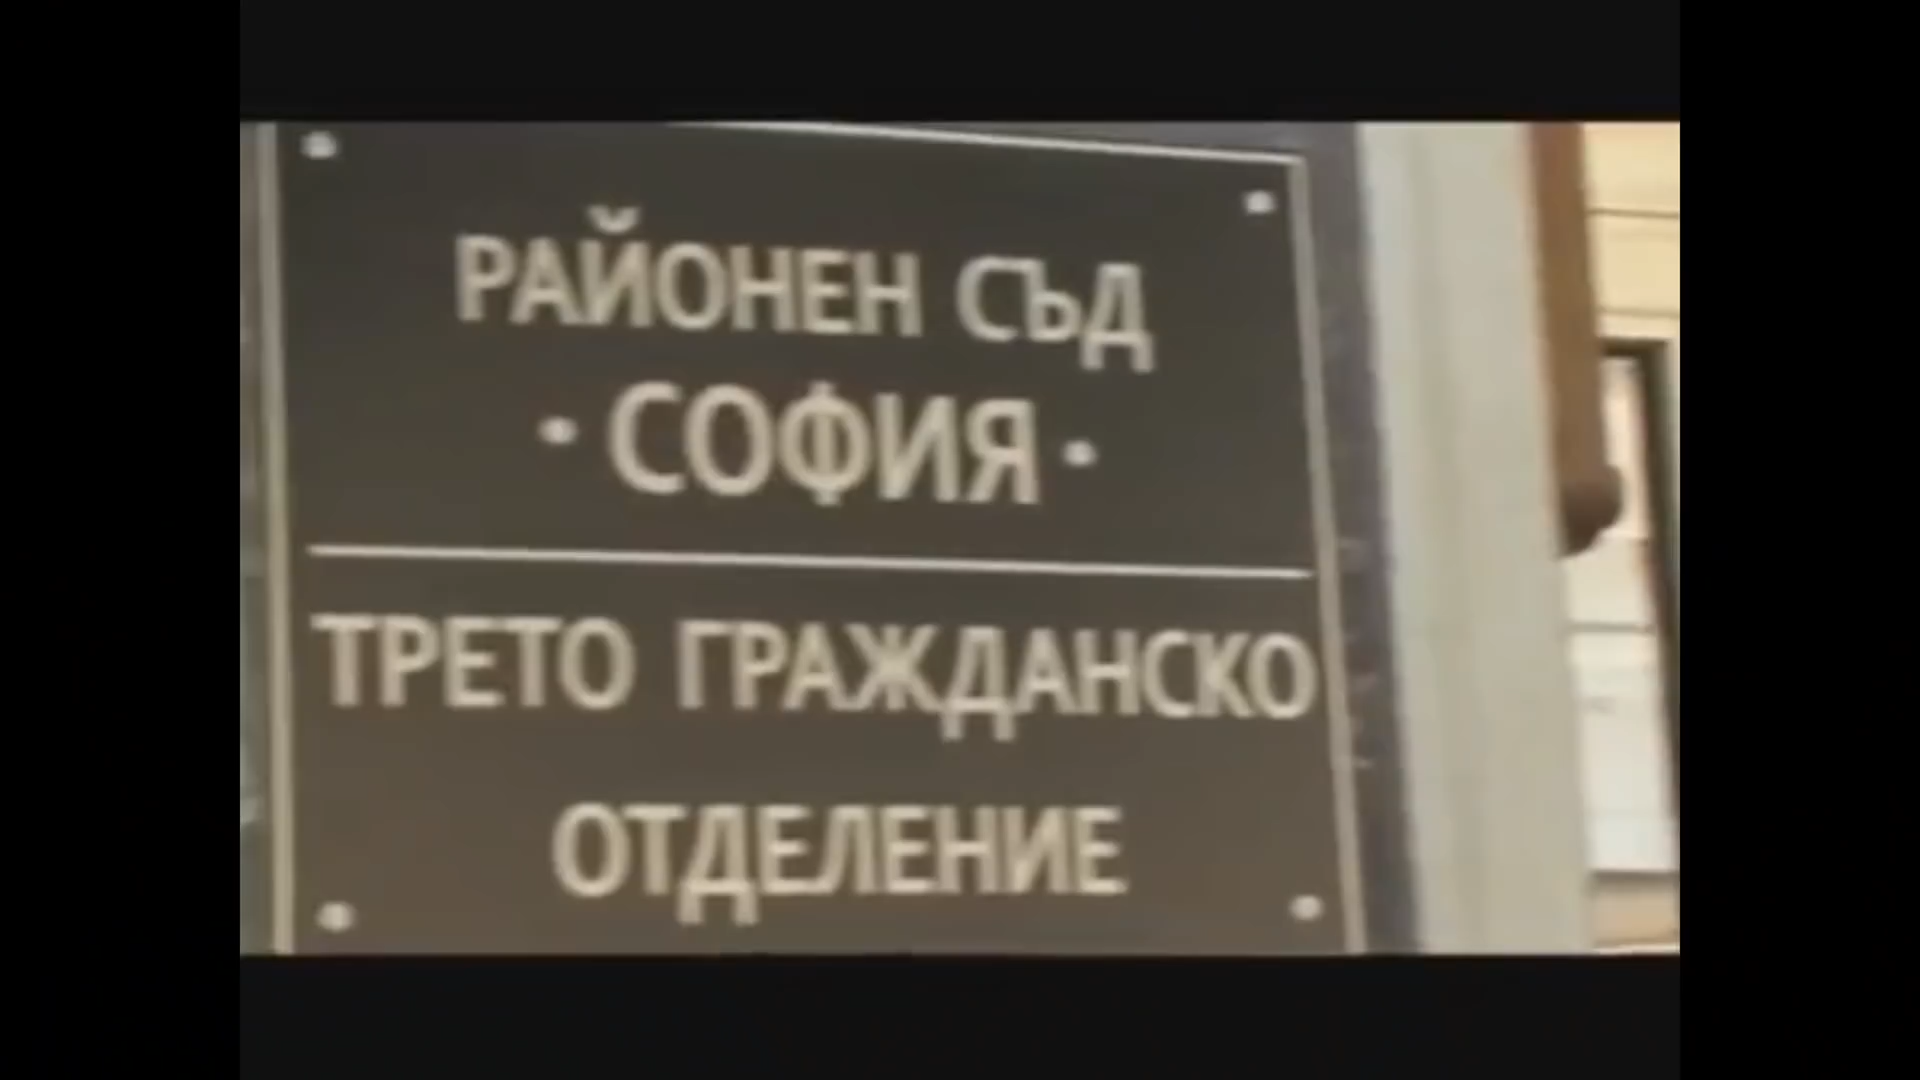 РАЙОНЕН СЪД
· СОФИЯ ·
ТРЕТО ГРАЖДАНСКО
ОТДЕЛЕНИЕ